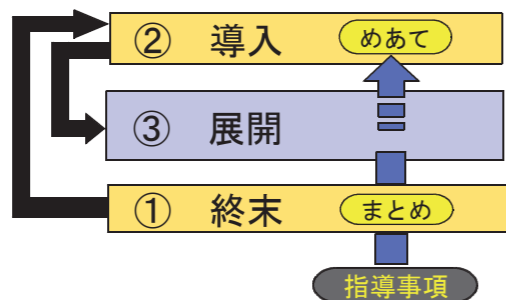 ② 導入 めあて
③ 展開
① 終末 まとめ
指導事項